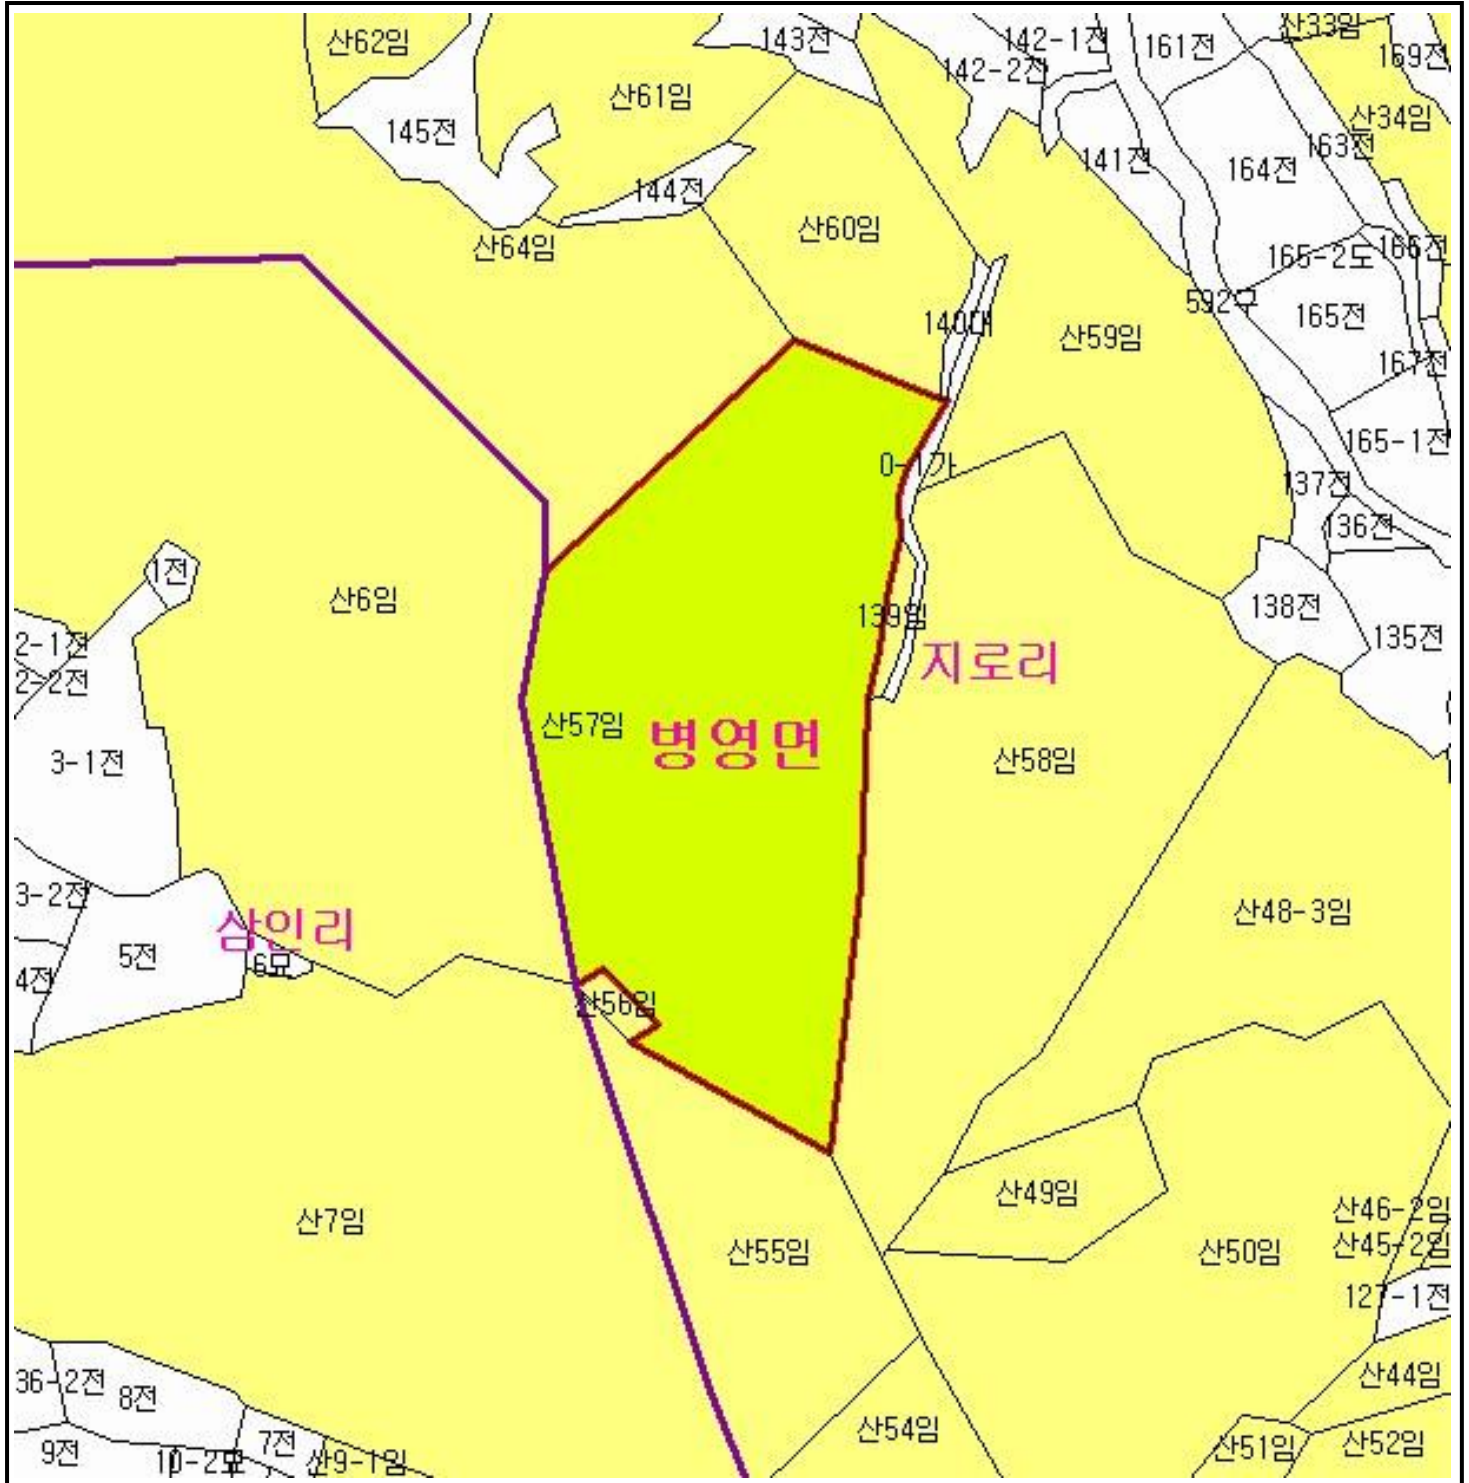 산62임
143전
142-1전
161전
산33임
169전
142-2전
산61임
산34임
145전
163전
141전
164전
144전
산60임
산64임
165-2도
166전
592구
165전
140대
산59임
167전
165-1전
0-1가
137전
136전
1전
산6임
138전
139임
135전
2-1전
지로리
2-2전
산57임
병영면
3-1전
산58임
3-2전
산48-3임
삼인리
5전
6묘
4전
산56임
산49임
산46-2임
산7임
산55임
산50임
산45-2임
127-1전
산44임
36-2전
8전
산54임
7전
산51임
산52임
9전
10-2묘
산9-1임